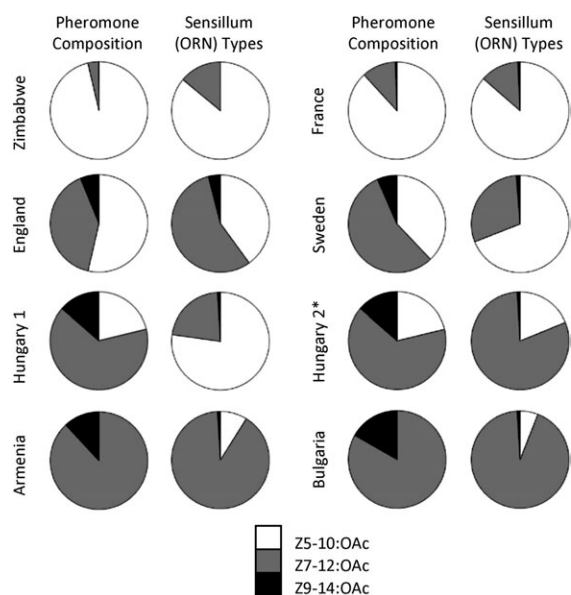 Pheromone Composition
Sensillum (ORN) Types
Pheromone Composition
Sensillum (ORN) Types
Zimbabwe
France
England
Sweden
Hungary 1
Hungary 2*
Armenia
Bulgaria
Z5-10:OAc
Z7-12:OAc
Z9-14:OAc